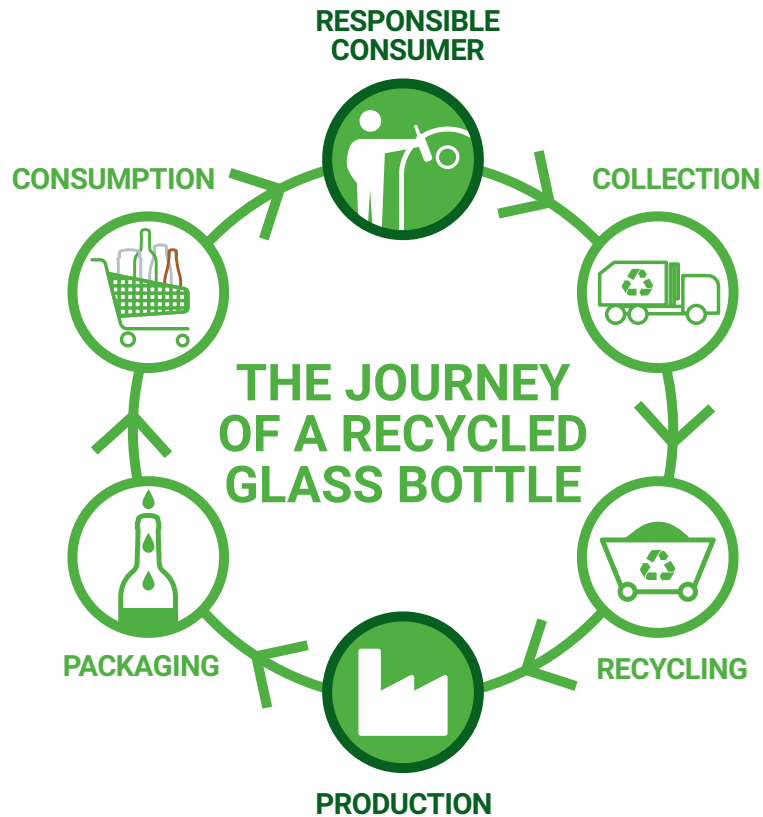 RESPONSIBLE
CONSUMER
CONSUMPTION
COLLECTION
THE JOURNEY
OF A RECYCLED
GLASS BOTTLE
PACKAGING
RECYCLING
PRODUCTION